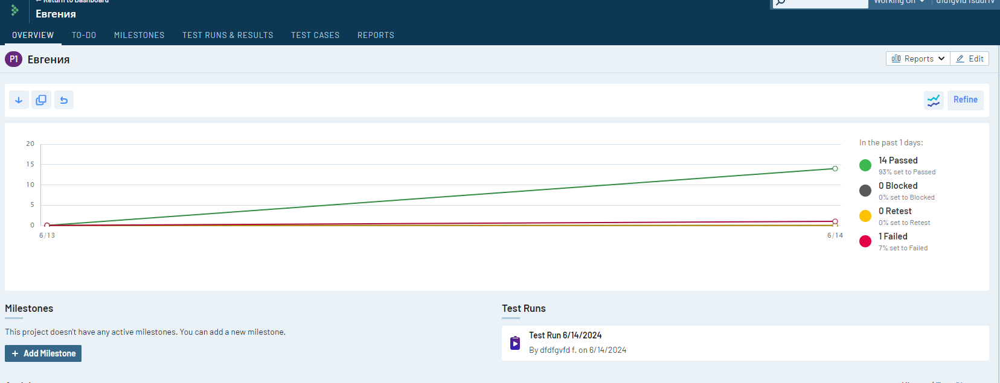 ← Return to Dashboard
Евгения
Working On
OVERVIEW TO-DO MILESTONES TEST RUNS & RESULTS TEST CASES REPORTS
P1 Евгения
Reports Edit
Refine
20
15
10
5
0
6/13 6/14
In the past 1 days:
14 Passed
93% set to Passed
0 Blocked
0% set to Blocked
0 Retest
0% set to Retest
1 Failed
7% set to Failed
Milestones
This project doesn't have any active milestones. You can add a new milestone.
+ Add Milestone
Test Runs
Test Run 6/14/2024
By dfdfgvfd f. on 6/14/2024